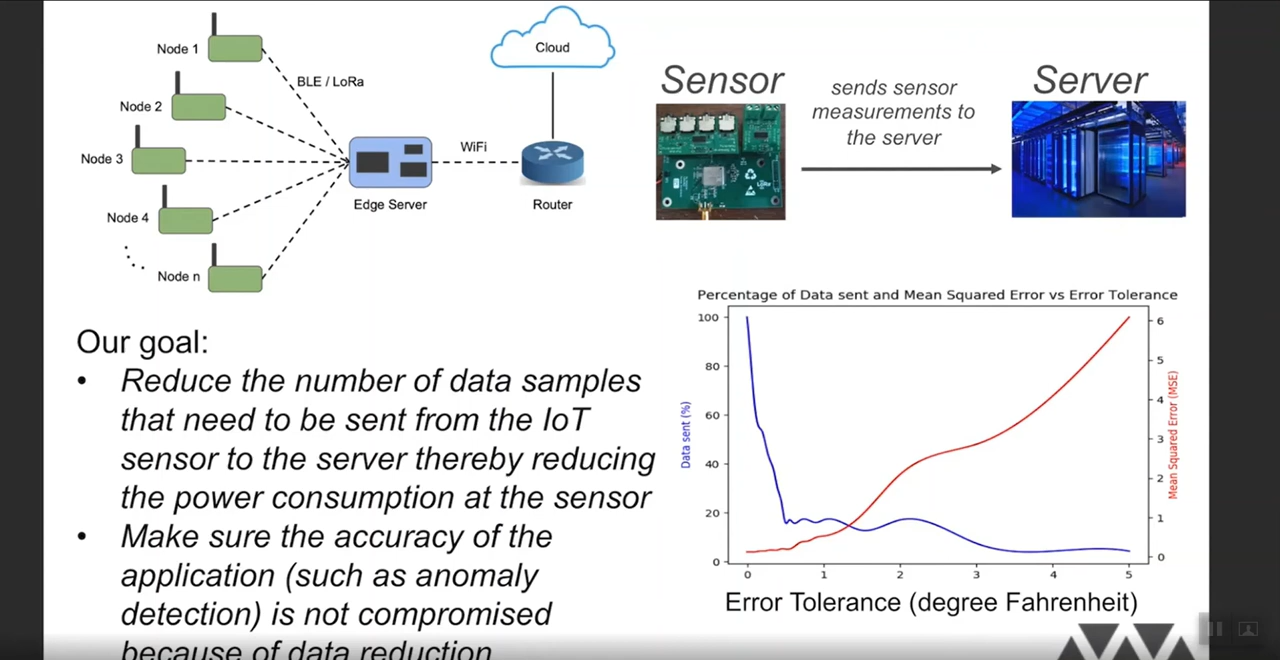 Node 1
Node 2
Node 3
Node 4
Node n
BLE / LoRa
Edge Server
WiFi
Cloud
Router
Sensor
sends sensor
measurements to
the server
Server
Our goal:
• Reduce the number of data samples
that need to be sent from the IoT
sensor to the server thereby reducing
the power consumption at the sensor
• Make sure the accuracy of the
application (such as anomaly
detection) is not compromised
because of data reduction
Percentage of Data sent and Mean Squared Error vs Error Tolerance
Data sent (%)
100
80
60
40
20
0
6
5
4
3
2
1
0
Mean Squared Error (MSE)
0 1 2 3 4 5
Error Tolerance (degree Fahrenheit)